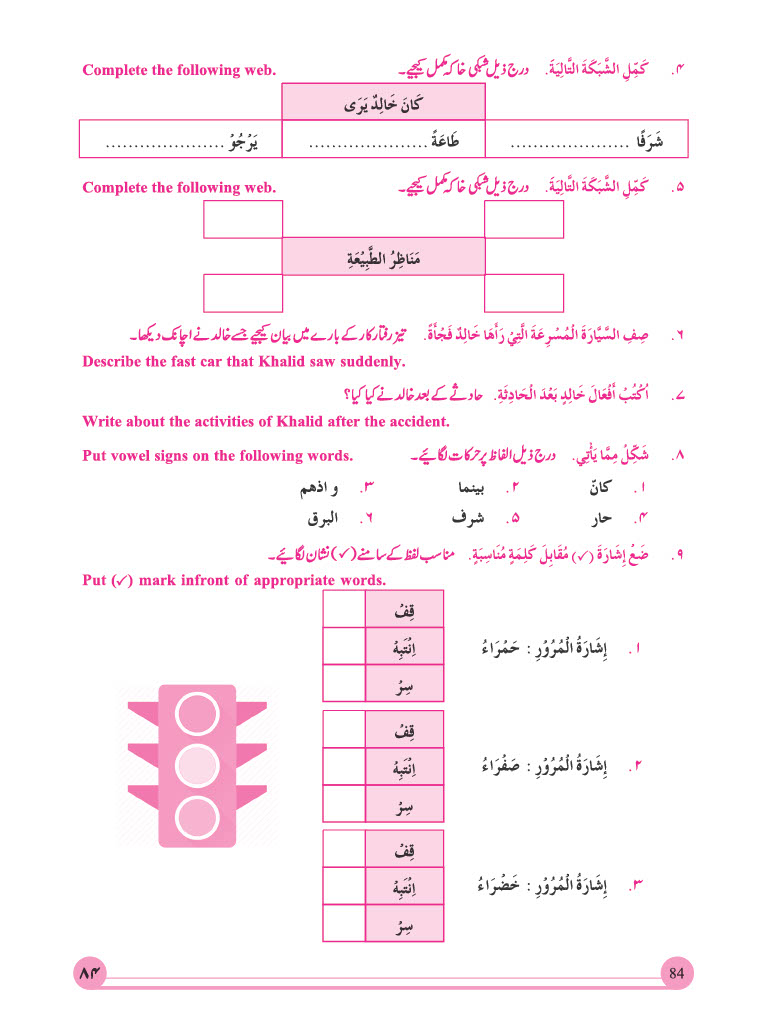 ۴. كَمِّلِ الشَّبَكَةَ التَّالِيَةَ. درج ذیل شبکی خاکہ مکمل کیجیے۔ Complete the following web.
كَانَ خَالِدٌ يَرَى
شَرَفًا ..................... طَاعَةً ..................... يَرْجُوْ .....................
۵. كَمِّلِ الشَّبَكَةَ التَّالِيَةَ. درج ذیل شبکی خاکہ مکمل کیجیے۔ Complete the following web.
مَنَاظِرُ الطَّبِيْعَةِ
۶. صِفِ السَّيَّارَةَ الْمُسْرِعَةَ الَّتِيْ رَأَهَا خَالِدٌ فَجْأَةً. تیز رفتار کار کے بارے میں بیان کیجیے جسے خالد نے اچانک دیکھا۔
Describe the fast car that Khalid saw suddenly.
۷. اُكْتُبْ أَفْعَالَ خَالِدٍ بَعْدَ الْحَادِثَةِ. حادثے کے بعد خالد نے کیا کیا؟
Write about the activities of Khalid after the accident.
۸. شَكِّلْ مِمَّا يَأْتِي. درج ذیل الفاظ پر حرکات لگائیے۔ Put vowel signs on the following words.
۱. كانّ ۲. بينما ۳. و اذهم
۴. حار ۵. شرف ۶. البرق
۹. ضَعْ إِشَارَةَ (✓) مُقَابِلَ كَلِمَةٍ مُنَاسِبَةٍ. مناسب لفظ کے سامنے (✓) نشان لگائیے۔
Put (✓) mark infront of appropriate words.
۱. إِشَارَةُ الْمُرُوْرِ : حَمْرَاءُ
قِفْ
اِنْتَبِهْ
سِرْ
۲. إِشَارَةُ الْمُرُوْرِ : صَفْرَاءُ
قِفْ
اِنْتَبِهْ
سِرْ
۳. إِشَارَةُ الْمُرُوْرِ : خَضْرَاءُ
قِفْ
اِنْتَبِهْ
سِرْ
84
۸۴